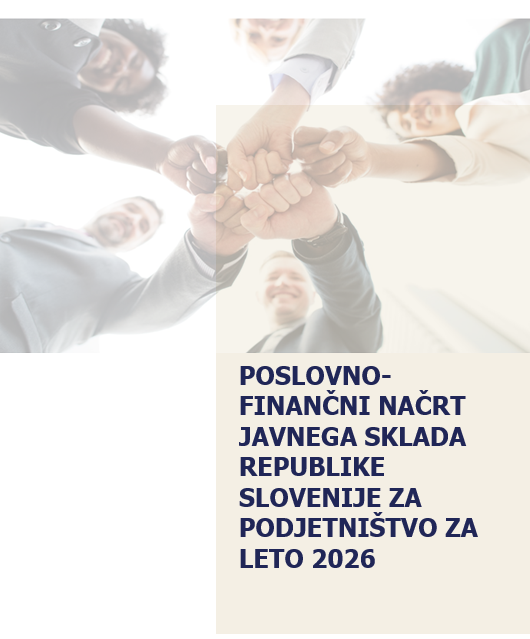 POSLOVNO-
FINANČNI NAČRT
JAVNEGA SKLADA
REPUBLIKE
SLOVENIJE ZA
PODJETNIŠTVO ZA
LETO 2026